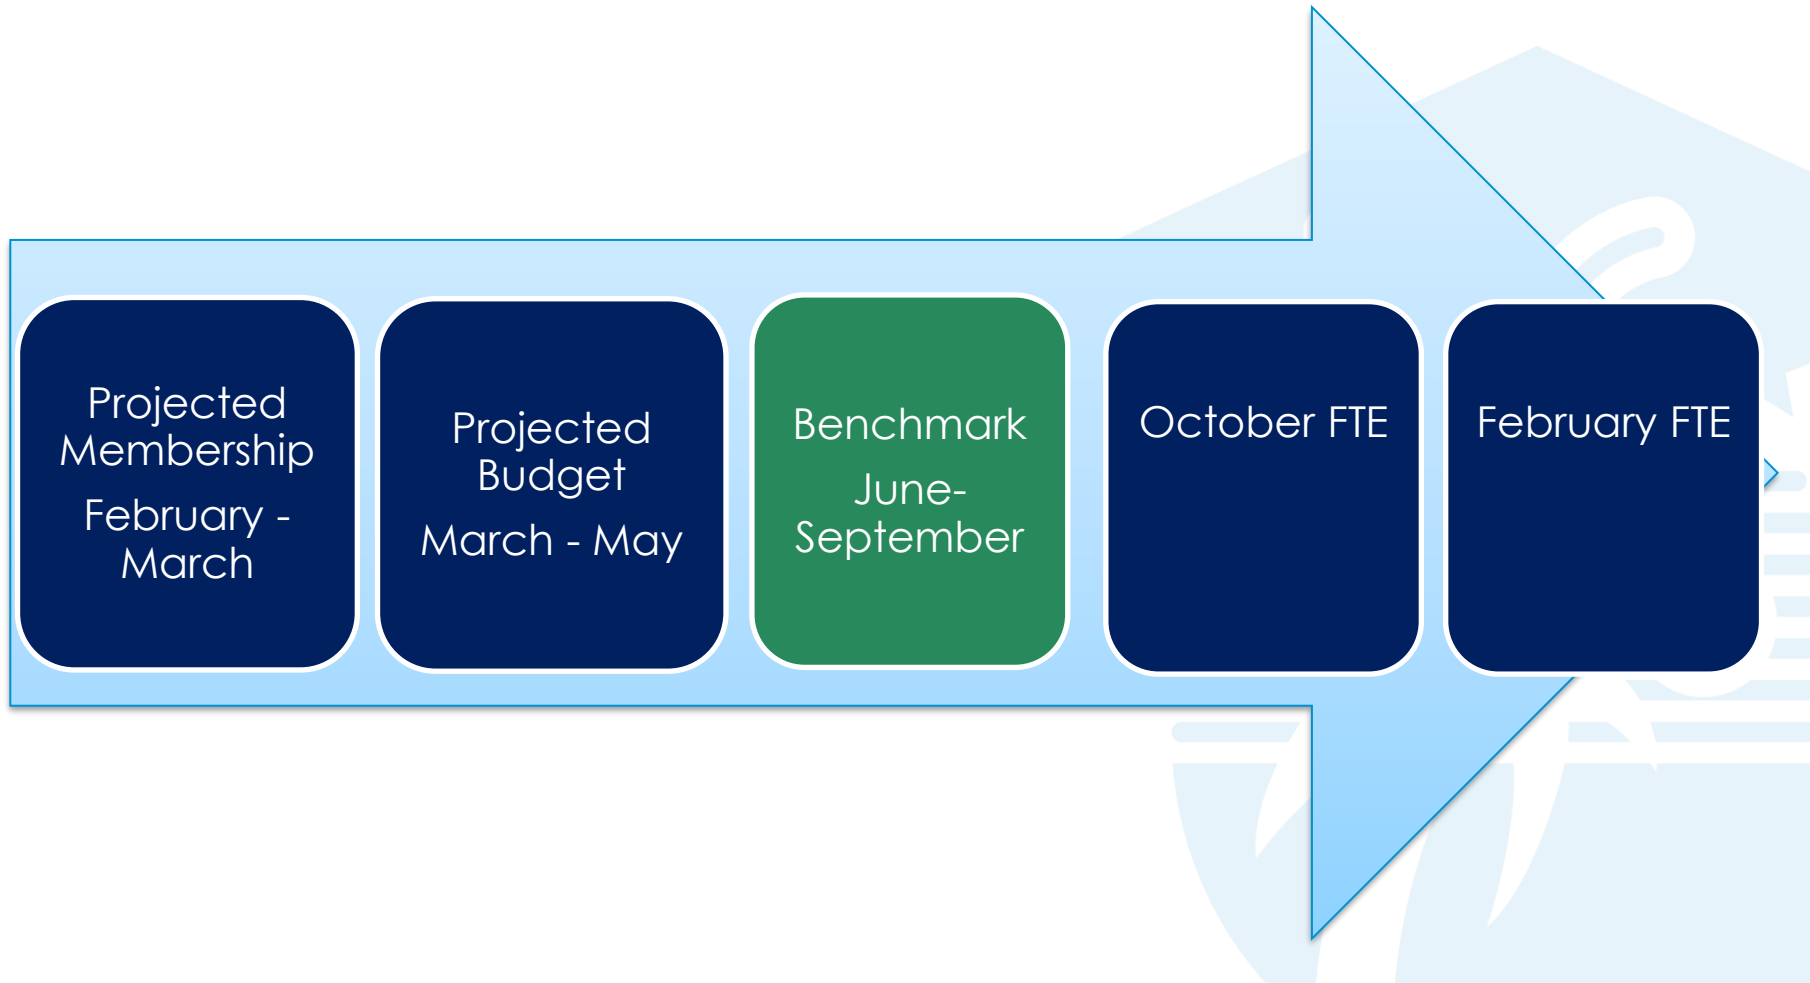 Projected
Membership
February -
March
Projected
Budget
March - May
Benchmark
June-
September
October FTE
February FTE